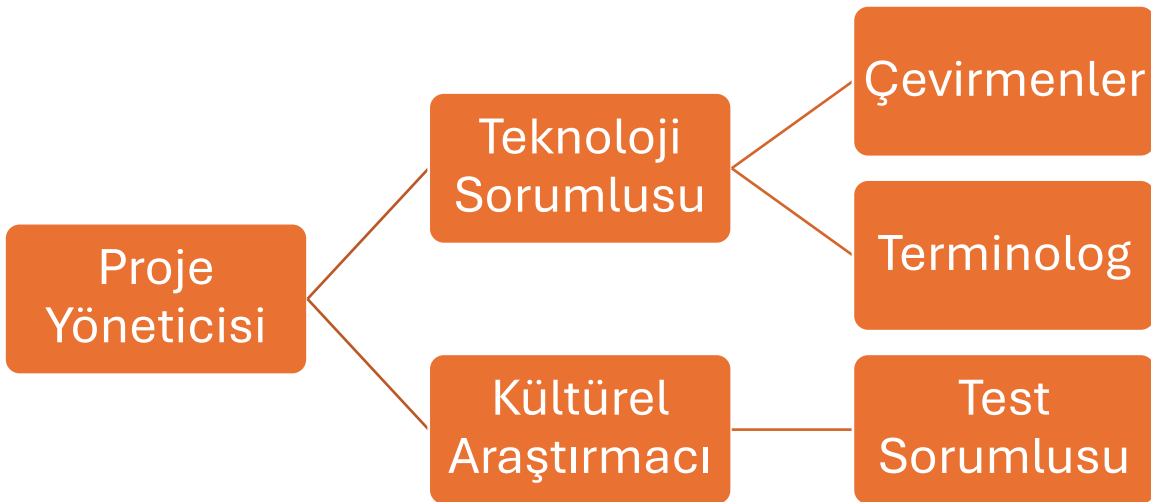 Proje
Yöneticisi
Teknoloji
Sorumlusu
Çevirmenler
Terminolog
Kültürel
Araştırmacı
Test
Sorumlusu